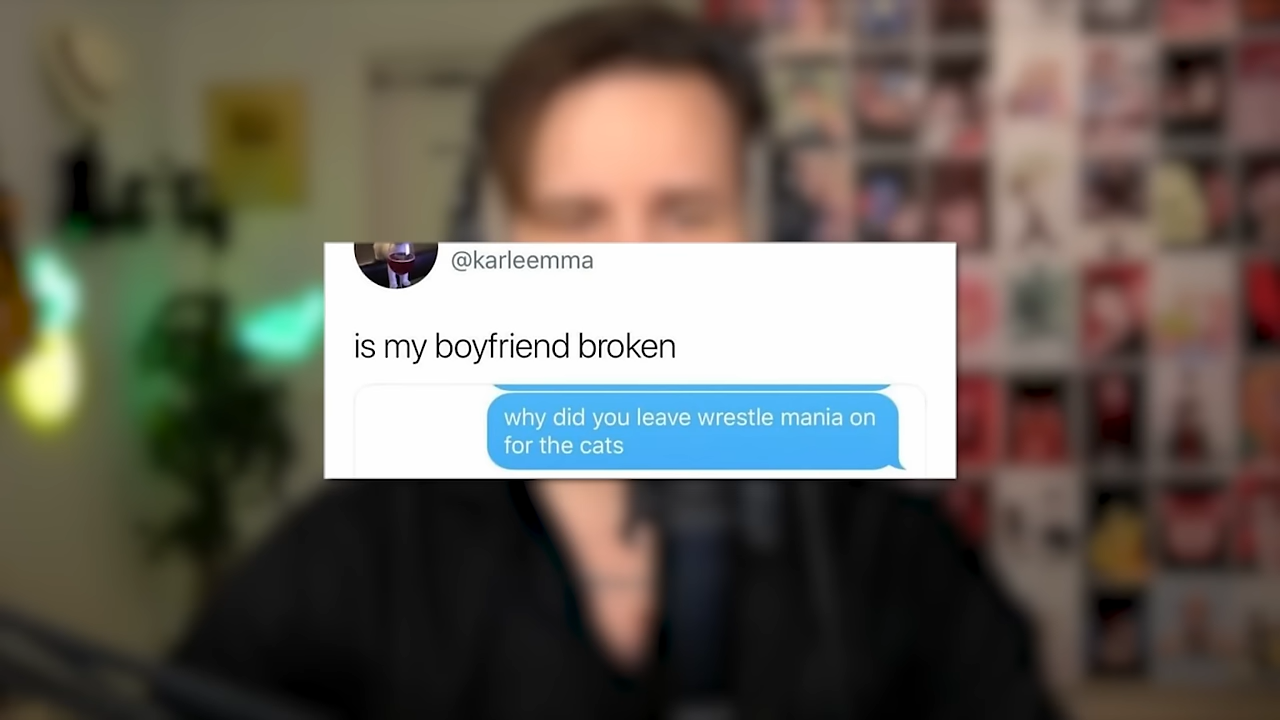 @karleemma
is my boyfriend broken
why did you leave wrestle mania on
for the cats